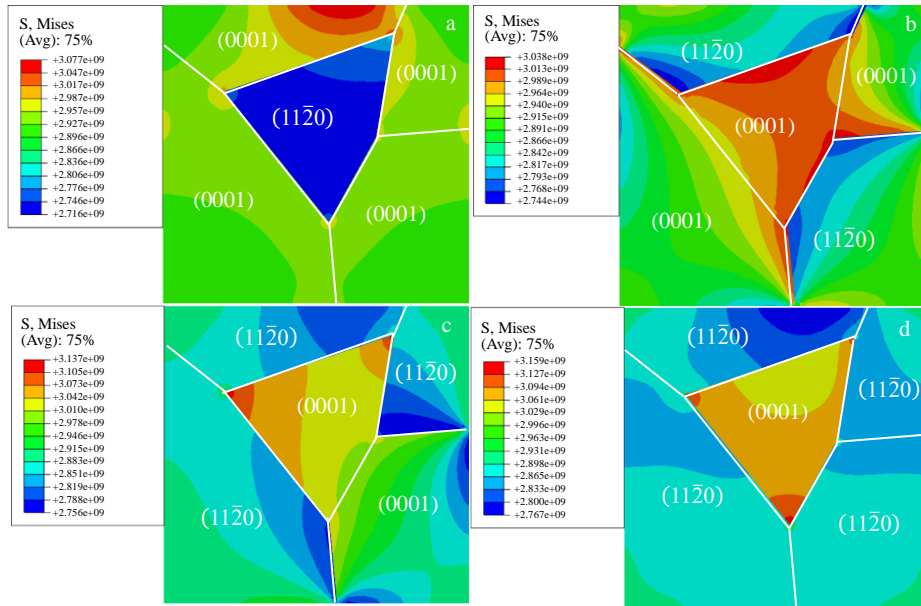 S, Mises
(Avg): 75%
+3.077e+09
+3.047e+09
+3.017e+09
+2.987e+09
+2.957e+09
+2.927e+09
+2.896e+09
+2.866e+09
+2.836e+09
+2.806e+09
+2.776e+09
+2.746e+09
+2.716e+09
a
(0001)
(0001)
(112̅0)
(0001)
(0001)
S, Mises
(Avg): 75%
+3.038e+09
+3.013e+09
+2.989e+09
+2.964e+09
+2.940e+09
+2.915e+09
+2.891e+09
+2.866e+09
+2.842e+09
+2.817e+09
+2.793e+09
+2.768e+09
+2.744e+09
b
(112̅0)
(0001)
(0001)
(0001)
(112̅0)
S, Mises
(Avg): 75%
+3.137e+09
+3.105e+09
+3.073e+09
+3.042e+09
+3.010e+09
+2.978e+09
+2.946e+09
+2.915e+09
+2.883e+09
+2.851e+09
+2.819e+09
+2.788e+09
+2.756e+09
c
(112̅0)
(112̅0)
(0001)
(112̅0)
(0001)
S, Mises
(Avg): 75%
+3.159e+09
+3.127e+09
+3.094e+09
+3.061e+09
+3.029e+09
+2.996e+09
+2.963e+09
+2.931e+09
+2.898e+09
+2.865e+09
+2.833e+09
+2.800e+09
+2.767e+09
d
(112̅0)
(112̅0)
(0001)
(112̅0)
(112̅0)